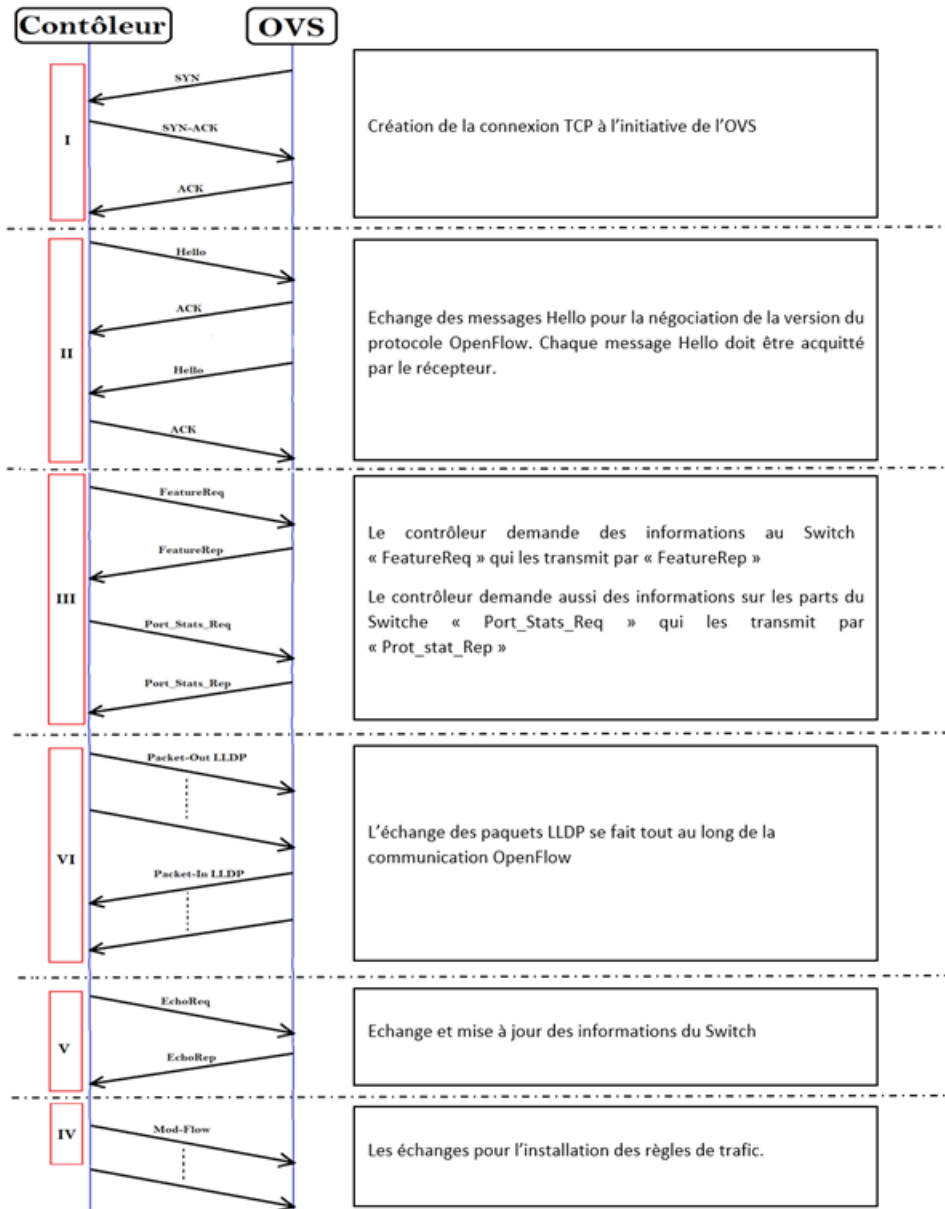 Contôleur
OVS
I
SYN
SYN-ACK
ACK
Création de la connexion TCP à l'initiative de l'OVS
II
Hello
ACK
Hello
ACK
Echange des messages Hello pour la négociation de la version du
protocole OpenFlow. Chaque message Hello doit être acquitté
par le récepteur.
III
FeatureReq
FeatureRep
Port_Stats_Req
Port_Stats_Rep
Le contrôleur demande des informations au Switch
« FeatureReq » qui les transmit par « FeatureRep »
Le contrôleur demande aussi des informations sur les parts du
Switche « Port_Stats_Req » qui les transmit par
« Prot_stat_Rep »
VI
Packet-Out LLDP
Packet-In LLDP
L'échange des paquets LLDP se fait tout au long de la
communication OpenFlow
V
EchoReq
EchoRep
Echange et mise à jour des informations du Switch
IV
Mod-Flow
Les échanges pour l'installation des règles de trafic.